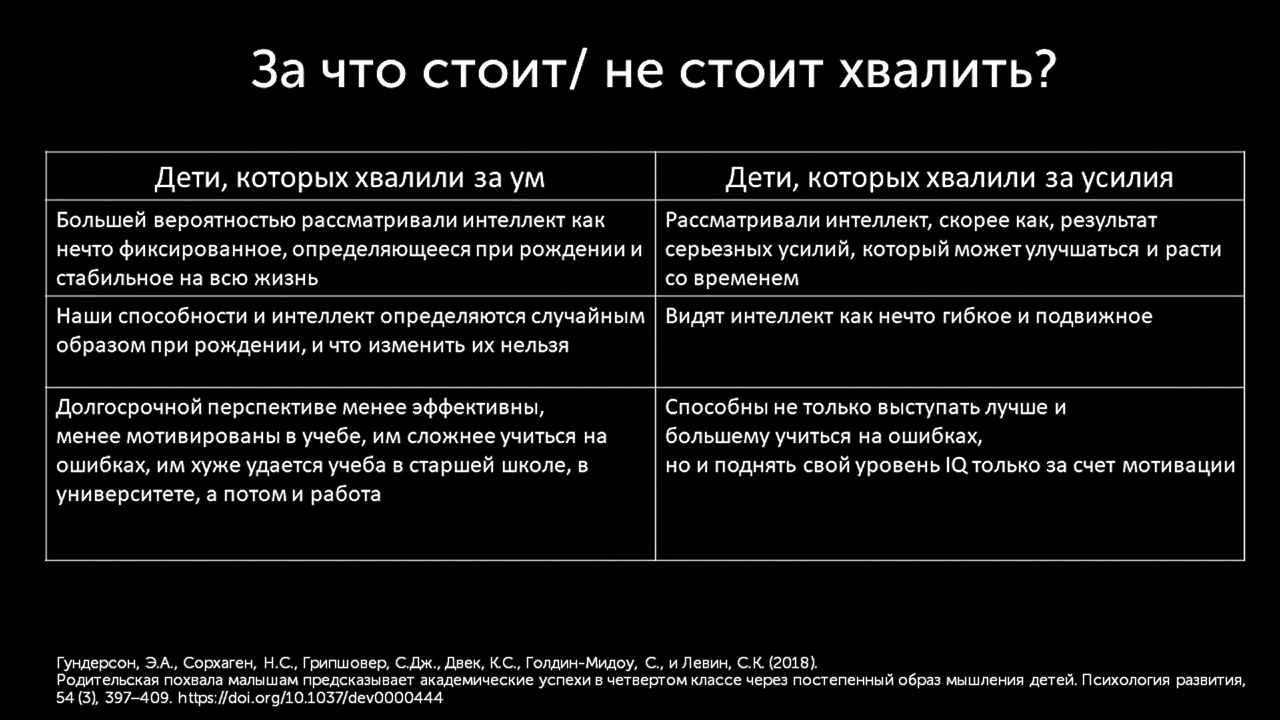 За что стоит/ не стоит хвалить?
Дети, которых хвалили за ум
Дети, которых хвалили за усилия
Большей вероятностью рассматривали интеллект как
нечто фиксированное, определяющееся при рождении и
стабильное на всю жизнь
Рассматривали интеллект, скорее как, результат
серьезных усилий, который может улучшаться и расти
со временем
Наши способности и интеллект определяются случайным
образом при рождении, и что изменить их нельзя
Видят интеллект как нечто гибкое и подвижное
Долгосрочной перспективе менее эффективны,
менее мотивированы в учебе, им сложнее учиться на
ошибках, им хуже удается учеба в старшей школе, в
университете, а потом и работа
Способны не только выступать лучше и
большему учиться на ошибках,
но и поднять свой уровень IQ только за счет мотивации
Гундерсон, Э.А., Сорхаген, Н.С., Грипшовер, С.Дж., Двек, К.С., Голдин-Мидоу, С., и Левин, С.К. (2018).
Родительская похвала малышам предсказывает академические успехи в четвертом классе через постепенный образ мышления детей. Психология развития,
54 (3), 397–409. https://doi.org/10.1037/dev0000444